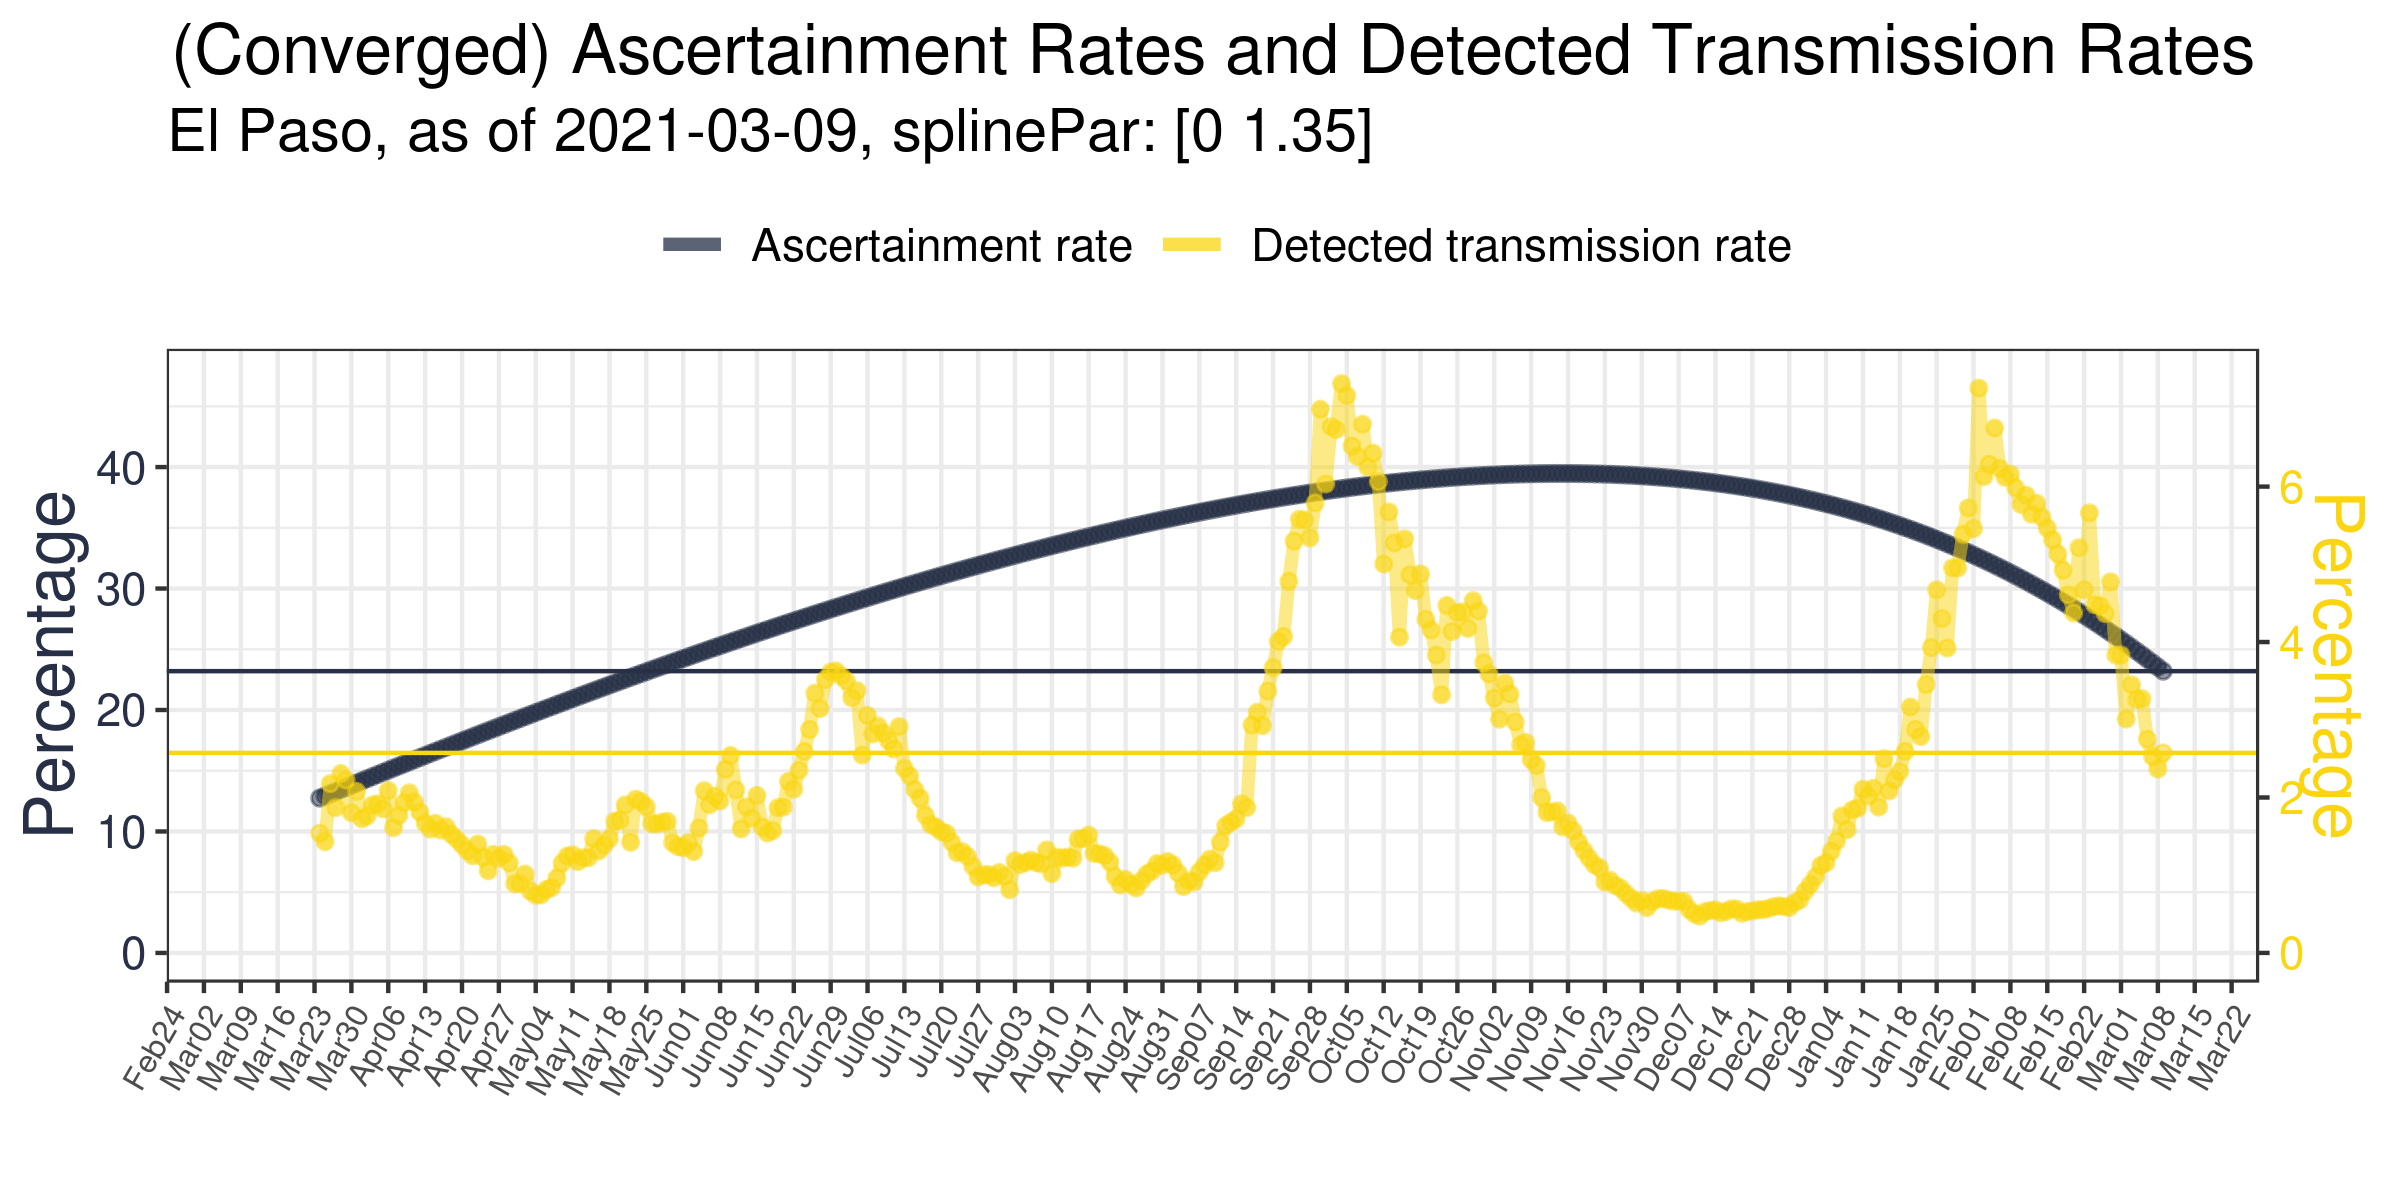 (Converged) Ascertainment Rates and Detected Transmission Rates
El Paso, as of 2021-03-09, splinePar: [0 1.35]
Ascertainment rate Detected transmission rate
Percentage
40
30
20
10
0
6
4
2
0
Percentage
Feb24 Mar02 Mar09 Mar16 Mar23 Mar30 Apr06 Apr13 Apr20 Apr27 May04 May11 May18 May25 Jun01 Jun08 Jun15 Jun22 Jun29 Jul06 Jul13 Jul20 Jul27 Aug03 Aug10 Aug17 Aug24 Aug31 Sep07 Sep14 Sep21 Sep28 Oct05 Oct12 Oct19 Oct26 Nov02 Nov09 Nov16 Nov23 Nov30 Dec07 Dec14 Dec21 Dec28 Jan04 Jan11 Jan18 Jan25 Feb01 Feb08 Feb15 Feb22 Mar01 Mar08 Mar15 Mar22